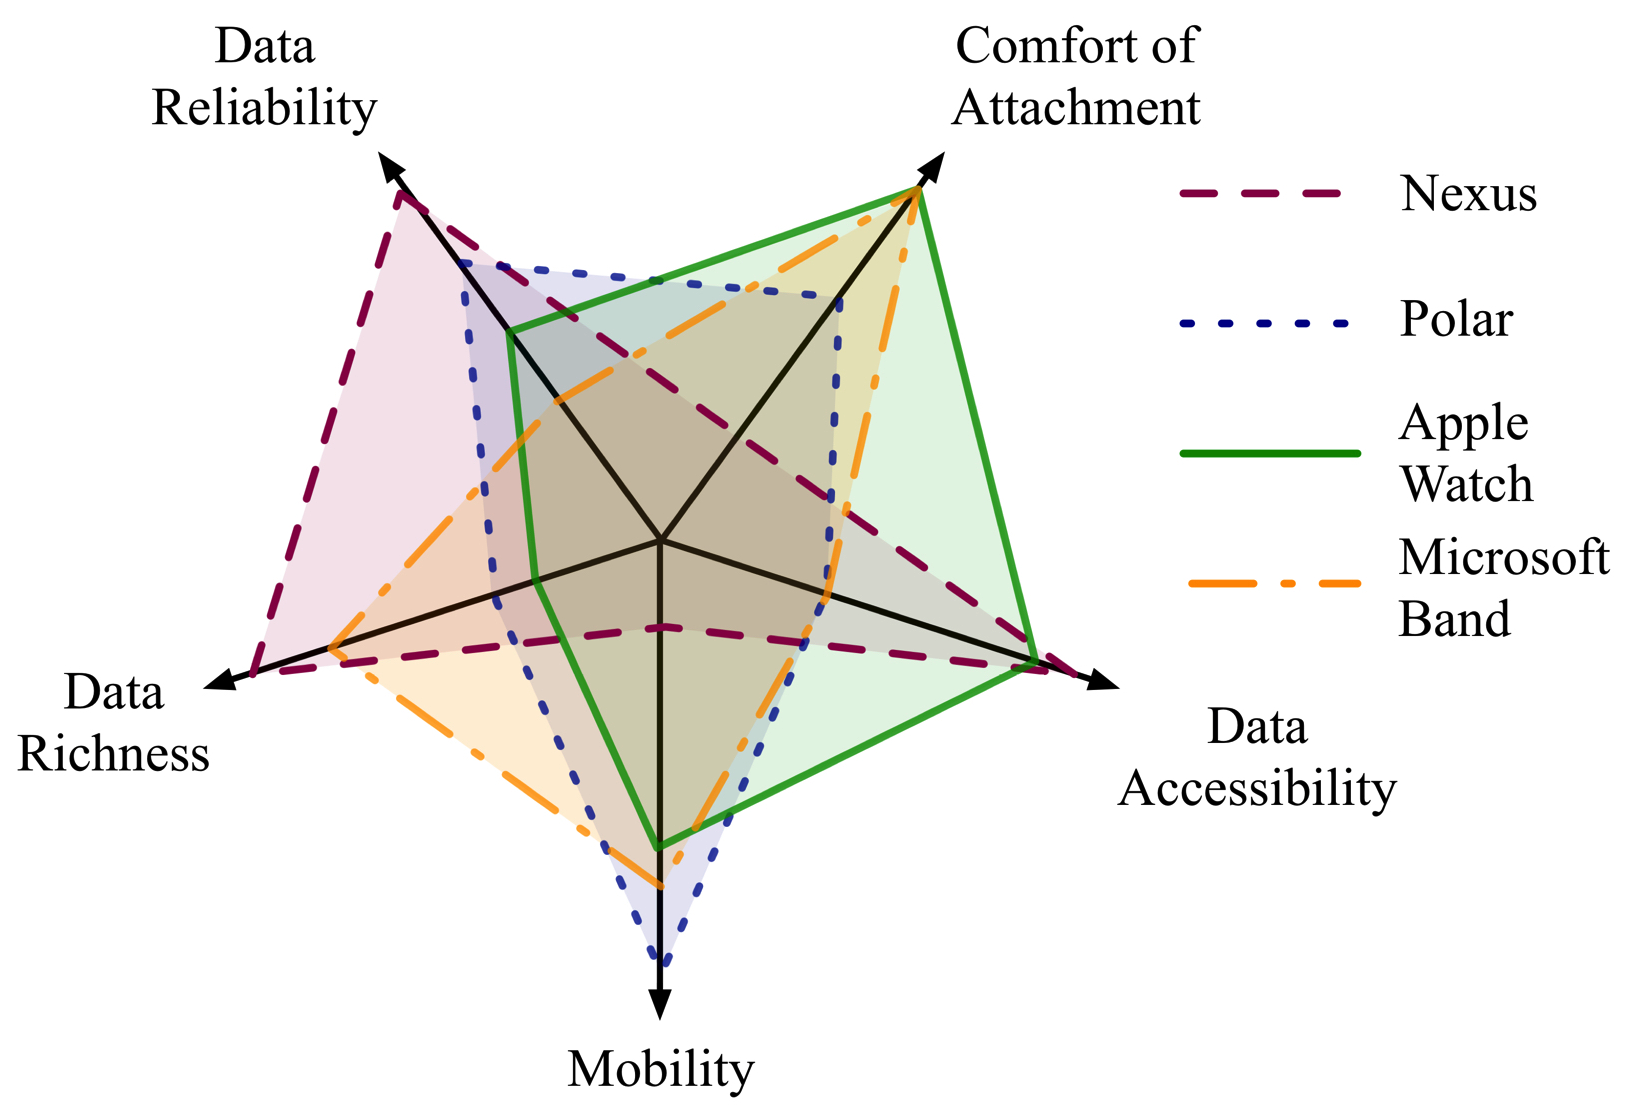 Data
Reliability
Comfort of
Attachment
Nexus
Polar
Apple
Watch
Microsoft
Band
Data
Richness
Data
Accessibility
Mobility